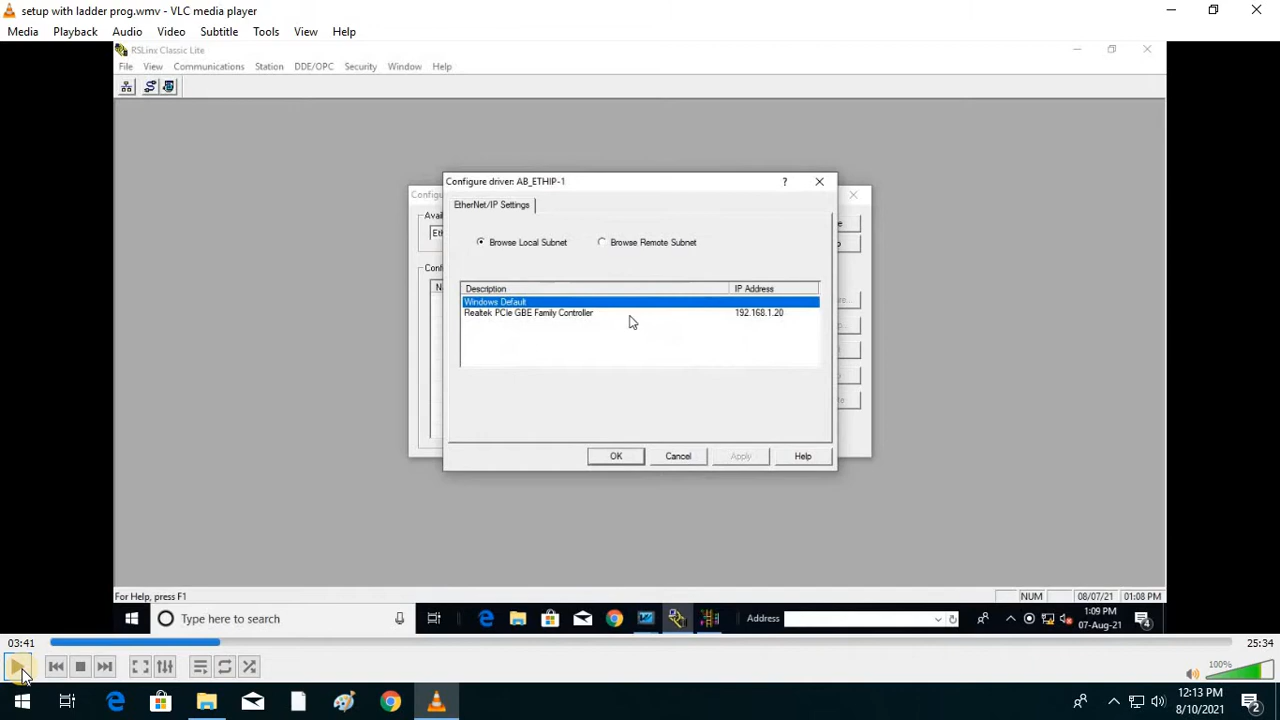 setup with ladder prog.wmv - VLC media player
Media Playback Audio Video Subtitle Tools View Help
RSLinx Classic Lite
File View Communications Station DDE/OPC Security Window Help
Configure driver: AB_ETHIP-1
?
EtherNet/IP Settings
Browse Local Subnet Browse Remote Subnet
Description IP Address
Windows Default
Realtek PCIe GBE Family Controller 192.168.1.20
OK Cancel Apply Help
For Help, press F1
NUM 08/07/21 01:08 PM
Type here to search
Address
1:09 PM
07-Aug-21
4
03:41
25:34
100%
12:13 PM
8/10/2021
2